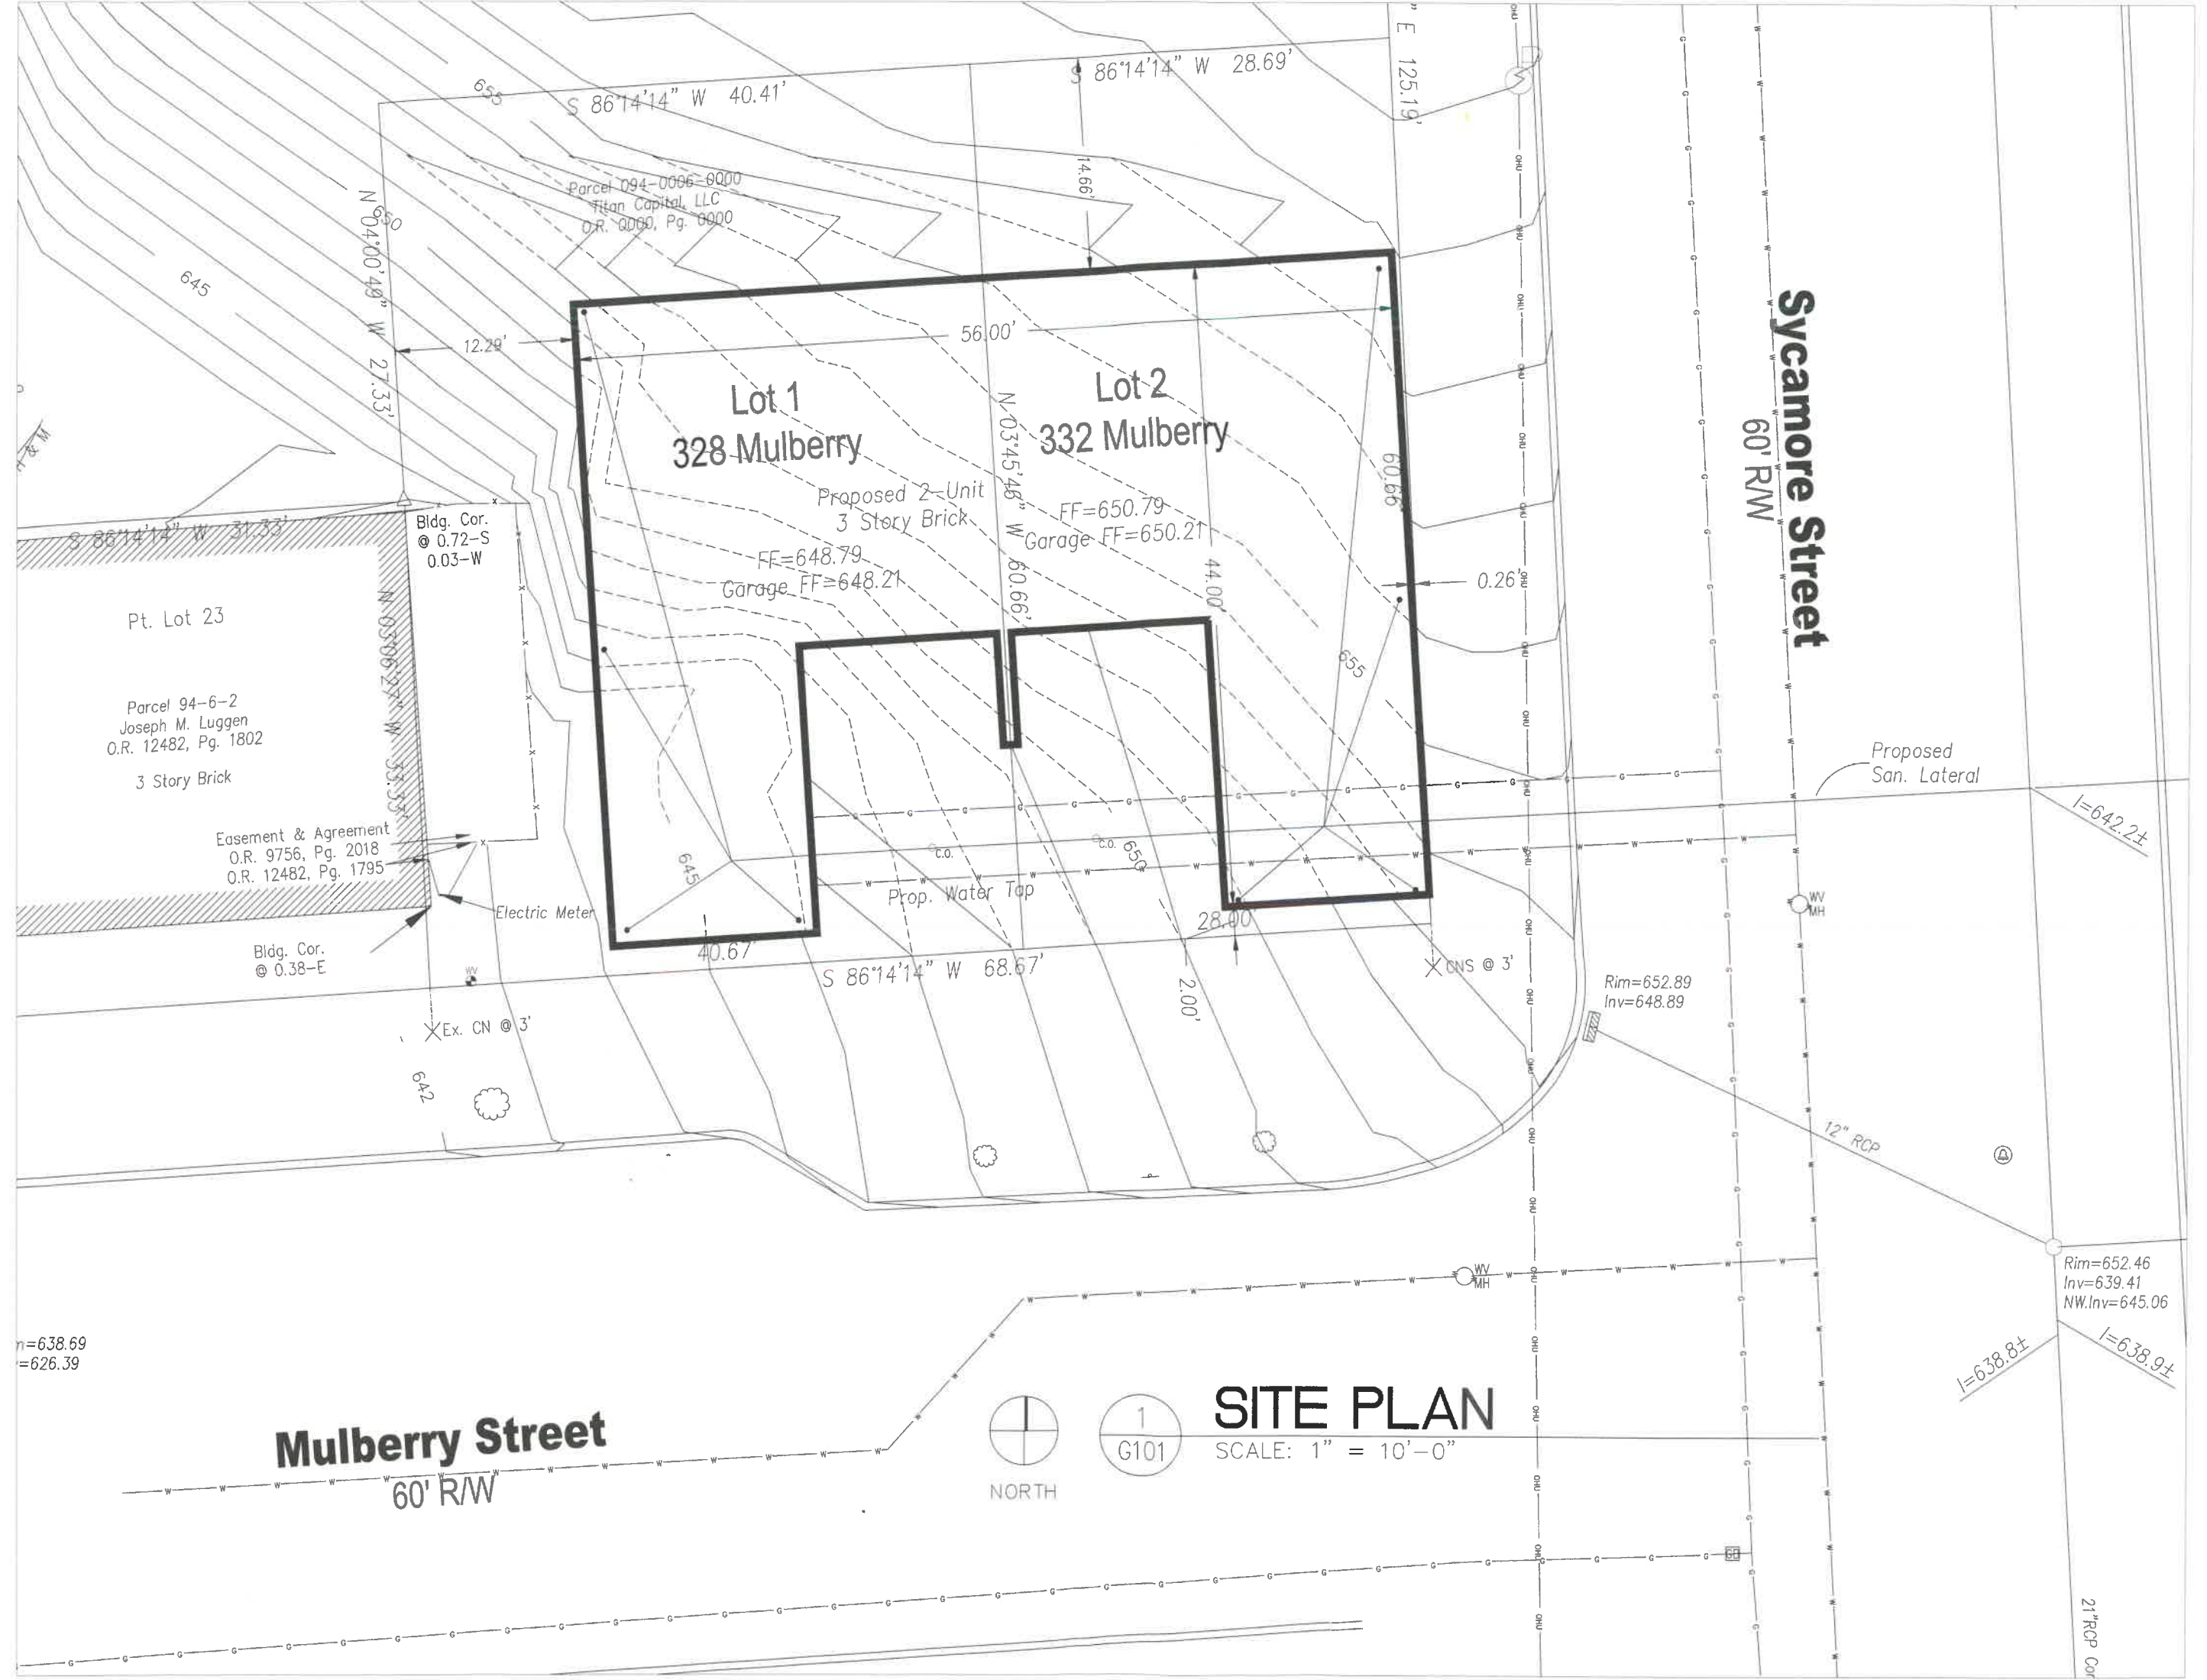 S 86°14'14" W 28.69'
" E 125.19'
S 86°14'14" W 40.41'
655
14.66'
Parcel 094-0006-0000
Titan Capital, LLC
O.R. 0000, Pg. 0000
N 04°00'49" W 27.33'
650
645
12.29'
56.00'
Lot 1
328 Mulberry
Lot 2
332 Mulberry
N 03°45'46" W 60.66'
60.66'
Sycamore Street
60' R/W
Proposed 2-Unit
3 Story Brick
FF=650.79
Garage FF=650.21
FF=648.79
Garage FF=648.21
44.00'
0.26'
S 86°14'14" W 31.33'
Bldg. Cor.
@ 0.72-S
0.03-W
Pt. Lot 23
N 03°06'27" W 33.33'
Parcel 94-6-2
Joseph M. Luggen
O.R. 12482, Pg. 1802
3 Story Brick
655
Proposed
San. Lateral
I=642.2±
Easement & Agreement
O.R. 9756, Pg. 2018
O.R. 12482, Pg. 1795
645
C.O.
C.O.
650
Prop. Water Tap
Electric Meter
WV
MH
28.00'
40.67'
Bldg. Cor.
@ 0.38-E
WV
S 86°14'14" W 68.67'
2.00'
CNS @ 3'
Rim=652.89
Inv=648.89
Ex. CN @ 3'
642
12" RCP
WV
MH
Rim=652.46
Inv=639.41
NW.Inv=645.06
=638.69
=626.39
I=638.8±
I=638.9±
Mulberry Street
60' R/W
NORTH
1
G101
SITE PLAN
SCALE: 1" = 10'-0"
21"RCP